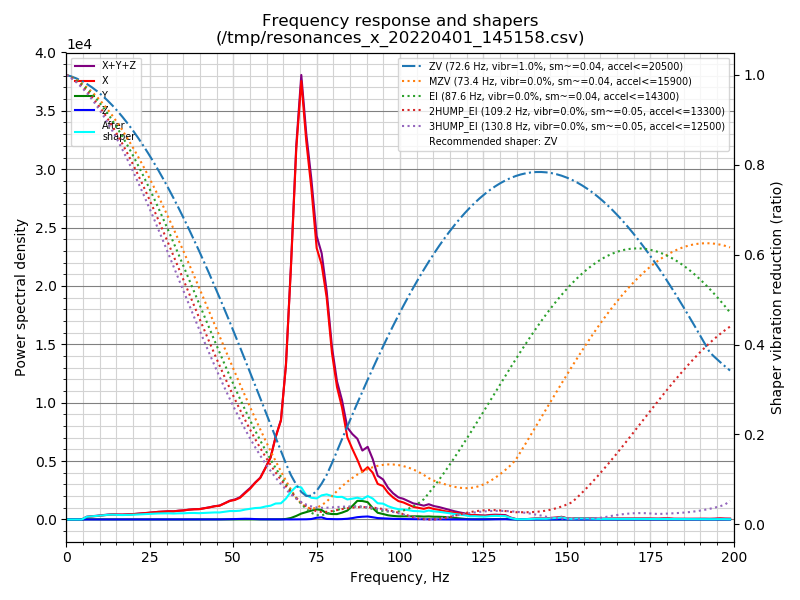 Frequency response and shapers
(/tmp/resonances_x_20220401_145158.csv)
1e4
4.0
3.5
3.0
2.5
2.0
1.5
1.0
0.5
0.0
Power spectral density
X+Y+Z
X
Y
Z
After
shaper
ZV (72.6 Hz, vibr=1.0%, sm~=0.04, accel<=20500)
MZV (73.4 Hz, vibr=0.0%, sm~=0.04, accel<=15900)
EI (87.6 Hz, vibr=0.0%, sm~=0.04, accel<=14300)
2HUMP_EI (109.2 Hz, vibr=0.0%, sm~=0.05, accel<=13300)
3HUMP_EI (130.8 Hz, vibr=0.0%, sm~=0.05, accel<=12500)
Recommended shaper: ZV
1.0
0.8
0.6
0.4
0.2
0.0
Shaper vibration reduction (ratio)
0 25 50 75 100 125 150 175 200
Frequency, Hz